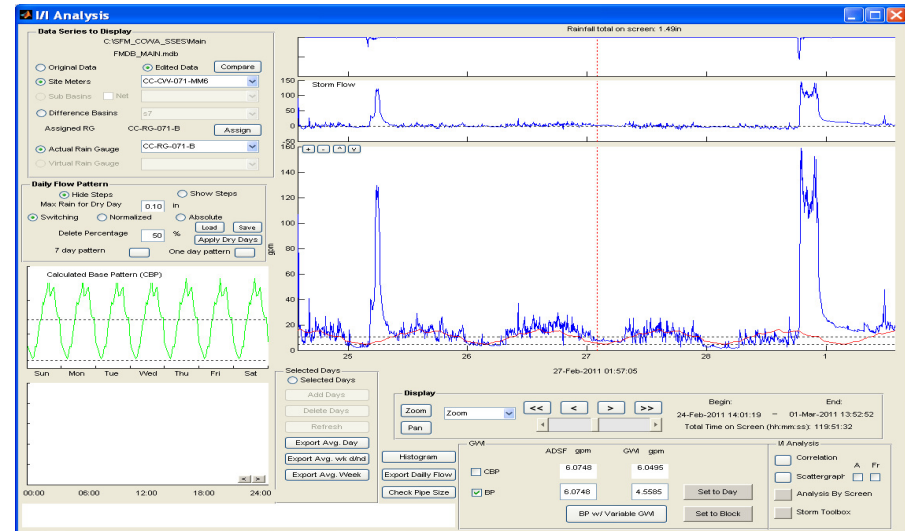 I/I Analysis
Rainfall total on screen: 1.49in
Data Series to Display
C:\SFM_COWA_SSES\Main
FMDB_MAIN.mdb
Original Data Edited Data Compare
Site Meters CC-CW-071-MM6
Sub Basins Net
Difference Basins s7
Assigned RG CC-RG-071-B Assign
Actual Rain Gauge CC-RG-071-B
Virtual Rain Gauge
Daily Flow Pattern
Hide Steps Show Steps
Max Rain for Dry Day 0.10 in
Switching Normalized Absolute
Load Save
Delete Percentage 50 % Apply Dry Days
7 day pattern One day pattern
Calculated Base Pattern (CBP)
Sun Mon Tue Wed Thu Fri Sat
< >
00:00 06:00 12:00 18:00 24:00
Storm Flow
150
100
50
0
-50
+ - ^ v
160
140
120
100
80
60
40
20
0
gpm
25 26 27 28 1
27-Feb-2011 01:57:05
Selected Days
Selected Days
Add Days
Delete Days
Refresh
Export Avg. Day
Export Avg. wk d/nd
Export Avg. Week
Display
Zoom Zoom << < > >>
Pan
Begin: End:
24-Feb-2011 14:01:19 - 01-Mar-2011 13:52:52
Total Time on Screen (hh:mm:ss): 119:51:32
Histogram
Export Dailly Flow
Check Pipe Size
GWI
ADSF gpm GWI gpm
CBP 6.0748 6.0495
BP 6.0748 4.5585 Set to Day
BP w/ Variable GWI Set to Block
I/I Analysis
Correlation
A Fr
Scattergraph
Analysis By Screen
Storm Toolbox